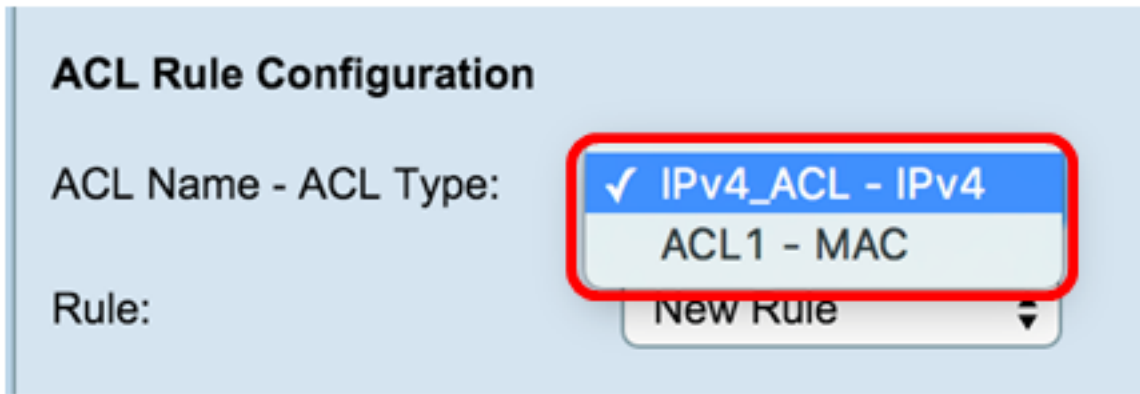 ACL Rule Configuration
ACL Name - ACL Type:
✓ IPv4_ACL - IPv4
ACL1 - MAC
Rule:
New Rule